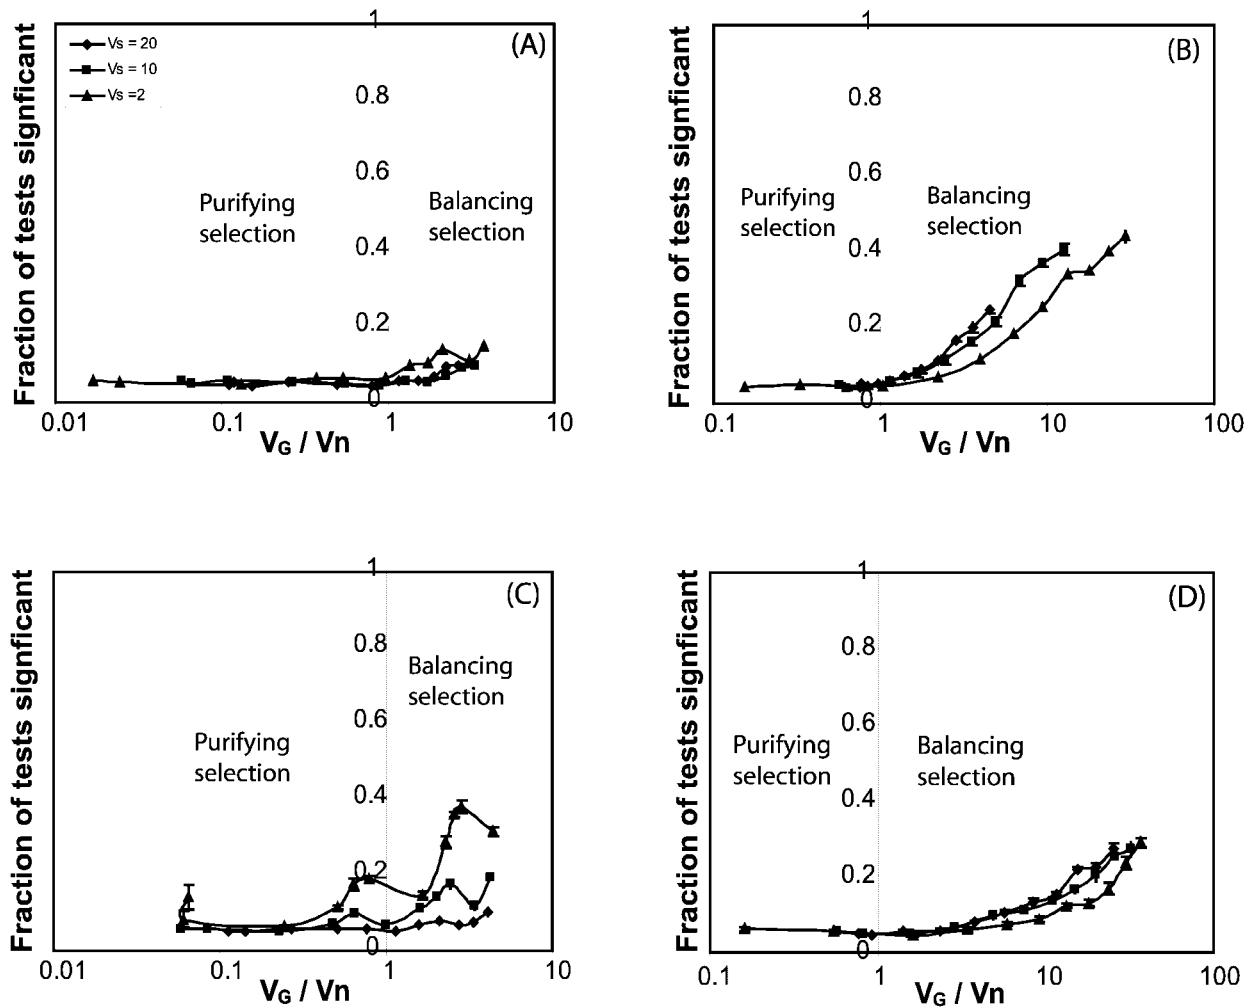 Fraction of tests signficant
1
(A)
Vs = 20
Vs = 10
Vs =2
0.8
0.6
Purifying
selection
Balancing
selection
0.4
0.2
0
0.01
0.1
1
10
VG / Vn
Fraction of tests signficant
1
(B)
0.8
0.6
Purifying
selection
Balancing
selection
0.4
0.2
0
0.1
1
10
100
VG / Vn
Fraction of tests signficant
1
(C)
0.8
Balancing
selection
0.6
Purifying
selection
0.4
0.2
0
0.01
0.1
1
10
VG / Vn
Fraction of tests signficant
1
(D)
0.8
0.6
Purifying
selection
Balancing
selection
0.4
0.2
0
0.1
1
10
100
VG / Vn